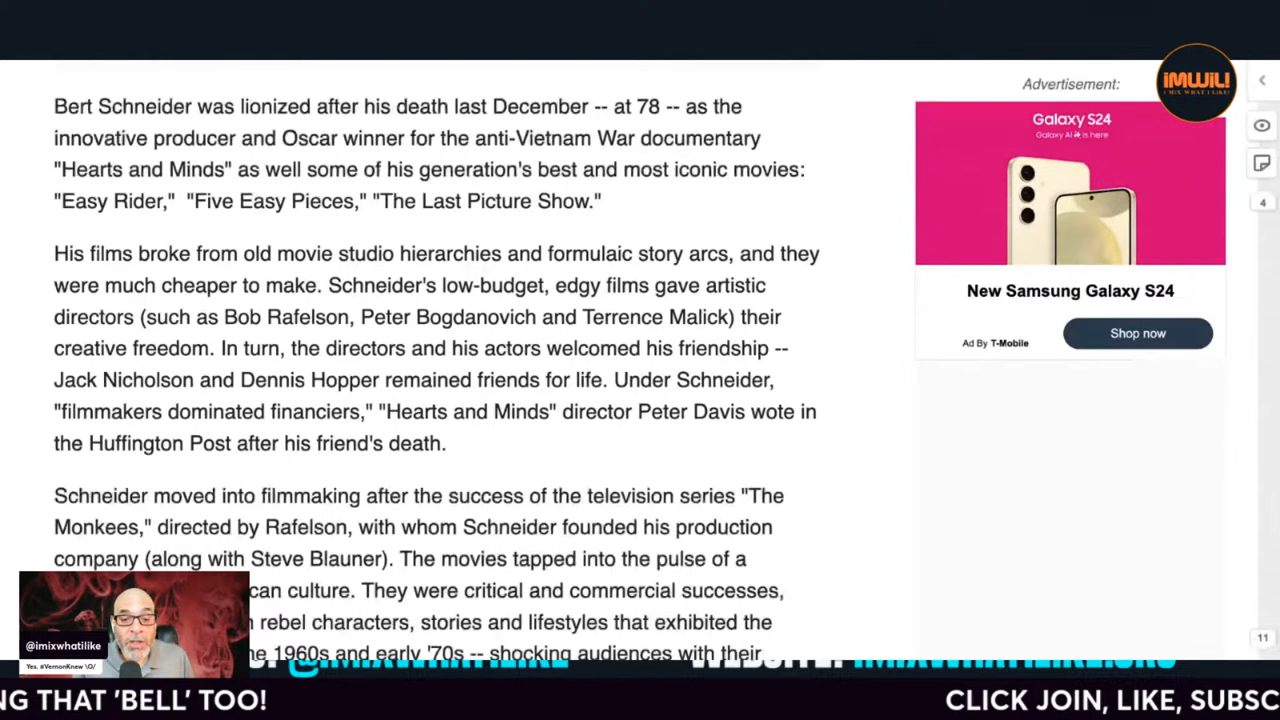 Bert Schneider was lionized after his death last December -- at 78 -- as the
innovative producer and Oscar winner for the anti-Vietnam War documentary
"Hearts and Minds" as well some of his generation's best and most iconic movies:
"Easy Rider," "Five Easy Pieces," "The Last Picture Show."
His films broke from old movie studio hierarchies and formulaic story arcs, and they
were much cheaper to make. Schneider's low-budget, edgy films gave artistic
directors (such as Bob Rafelson, Peter Bogdanovich and Terrence Malick) their
creative freedom. In turn, the directors and his actors welcomed his friendship --
Jack Nicholson and Dennis Hopper remained friends for life. Under Schneider,
"filmmakers dominated financiers," "Hearts and Minds" director Peter Davis wote in
the Huffington Post after his friend's death.
Schneider moved into filmmaking after the success of the television series "The
Monkees," directed by Rafelson, with whom Schneider founded his production
company (along with Steve Blauner). The movies tapped into the pulse of a
can culture. They were critical and commercial successes,
rebel characters, stories and lifestyles that exhibited the
1960s and early '70s -- shocking audiences with their
Advertisement:
iMWiL!
I MIX WHAT I LIKE!
Galaxy S24
Galaxy AI is here
New Samsung Galaxy S24
Ad By T-Mobile
Shop now
4
11
@imixwhatilike
Yes. #VernonKnew \O/
@IMIXWHATILIKE
WEBSITE: IMIXWHATILIKE.ORG
NG THAT 'BELL' TOO!
CLICK JOIN, LIKE, SUBSC